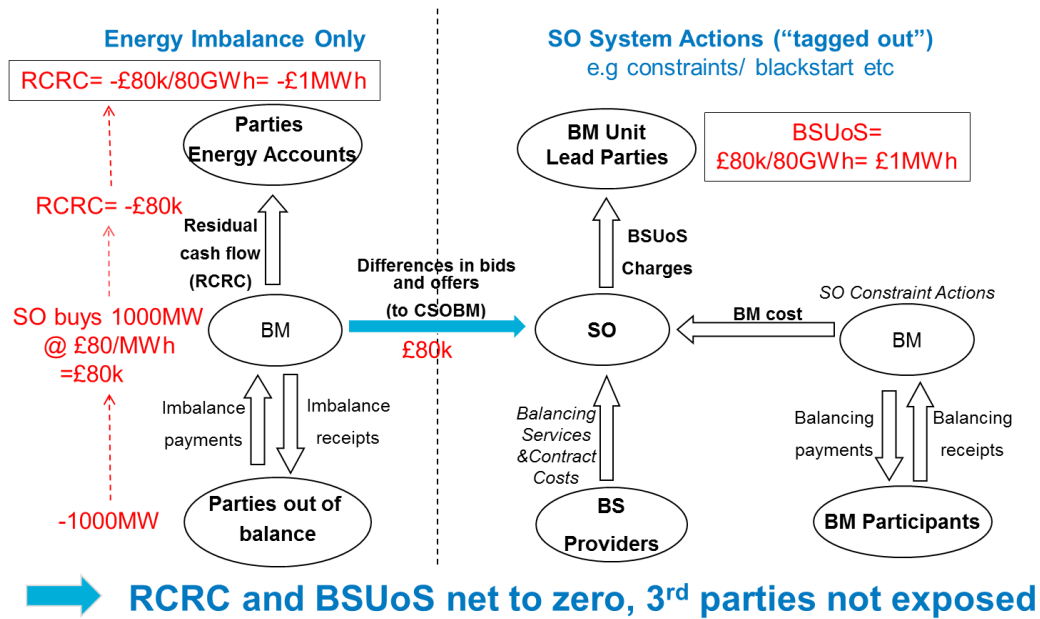 Energy Imbalance Only
RCRC= -£80k/80GWh= -£1MWh
Parties
Energy Accounts
RCRC= -£80k
Residual
cash flow
(RCRC)
SO buys 1000MW
@ £80/MWh
=£80k
BM
Differences in bids
and offers
(to CSOBM)
£80k
Imbalance
payments
Imbalance
receipts
-1000MW
Parties out of
balance
SO System Actions (“tagged out”)
e.g constraints/ blackstart etc
BM Unit
Lead Parties
BSUoS=
£80k/80GWh= £1MWh
BSUoS
Charges
SO
BM cost
SO Constraint Actions
BM
Balancing
Services
&Contract
Costs
Balancing
payments
Balancing
receipts
BS
Providers
BM Participants
RCRC and BSUoS net to zero, 3rd parties not exposed